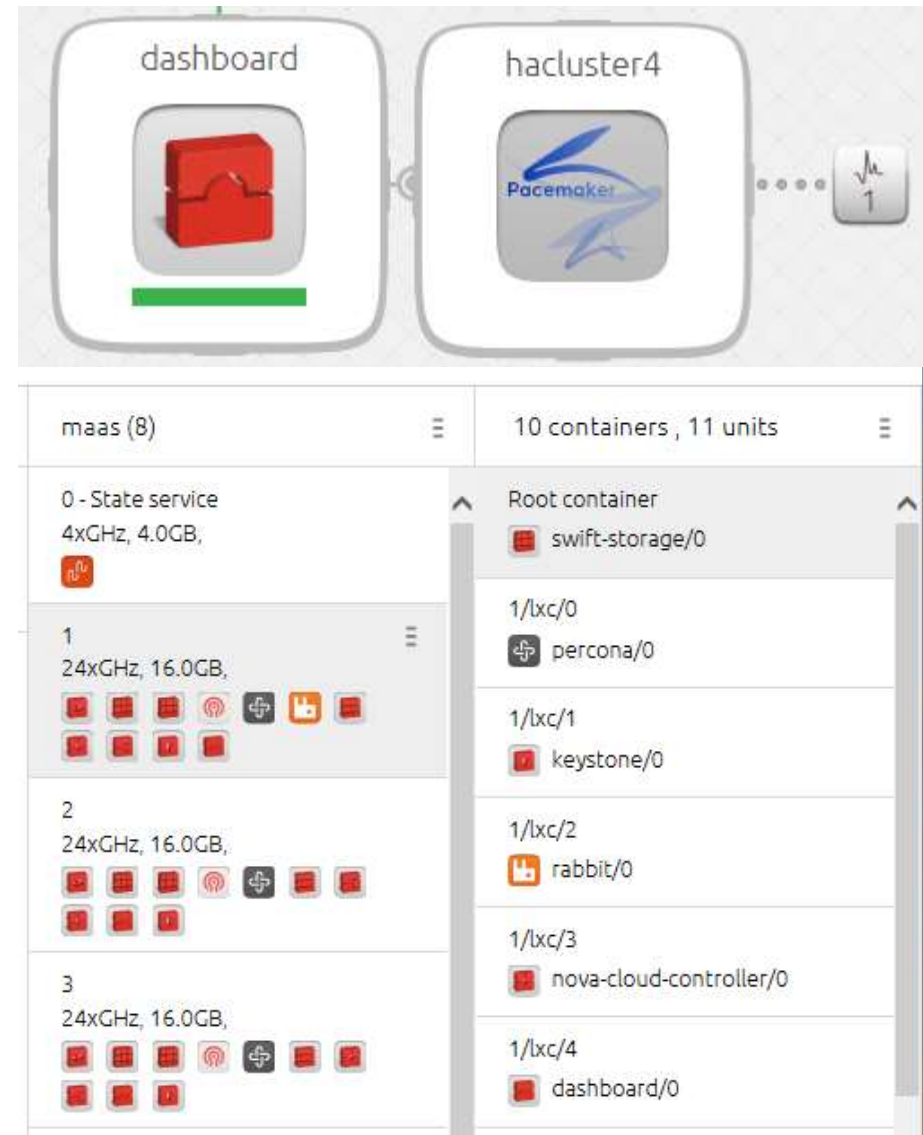 dashboard
hacluster4
Pacemaker
1
maas (8)
10 containers , 11 units
0 - State service
4xGHz, 4.0GB,
1
24xGHz, 16.0GB,
2
24xGHz, 16.0GB,
3
24xGHz, 16.0GB,
Root container
swift-storage/0
1/lxc/0
percona/0
1/lxc/1
keystone/0
1/lxc/2
rabbit/0
1/lxc/3
nova-cloud-controller/0
1/lxc/4
dashboard/0